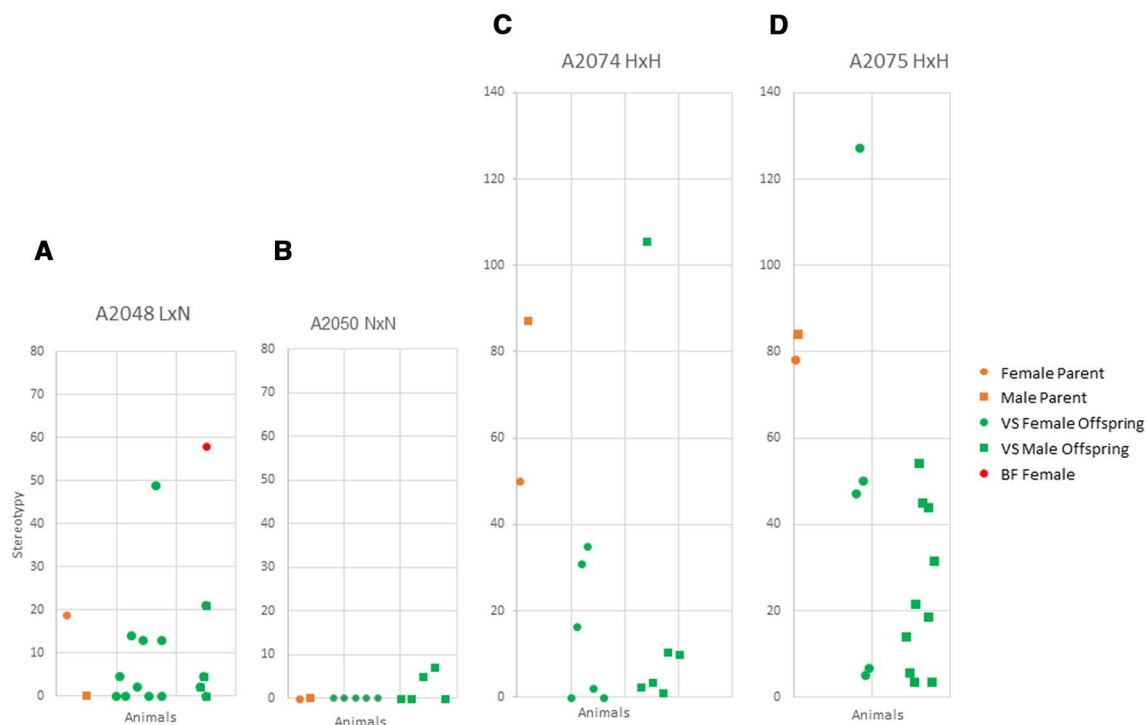 A
A2048 LxN
80
70
60
50
40
30
20
10
0
Stereotypy
Animals
B
A2050 NxN
80
70
60
50
40
30
20
10
0
Animals
C
A2074 HxH
140
120
100
80
60
40
20
0
Animals
D
A2075 HxH
140
120
100
80
60
40
20
0
Animals
Female Parent
Male Parent
VS Female Offspring
VS Male Offspring
BF Female